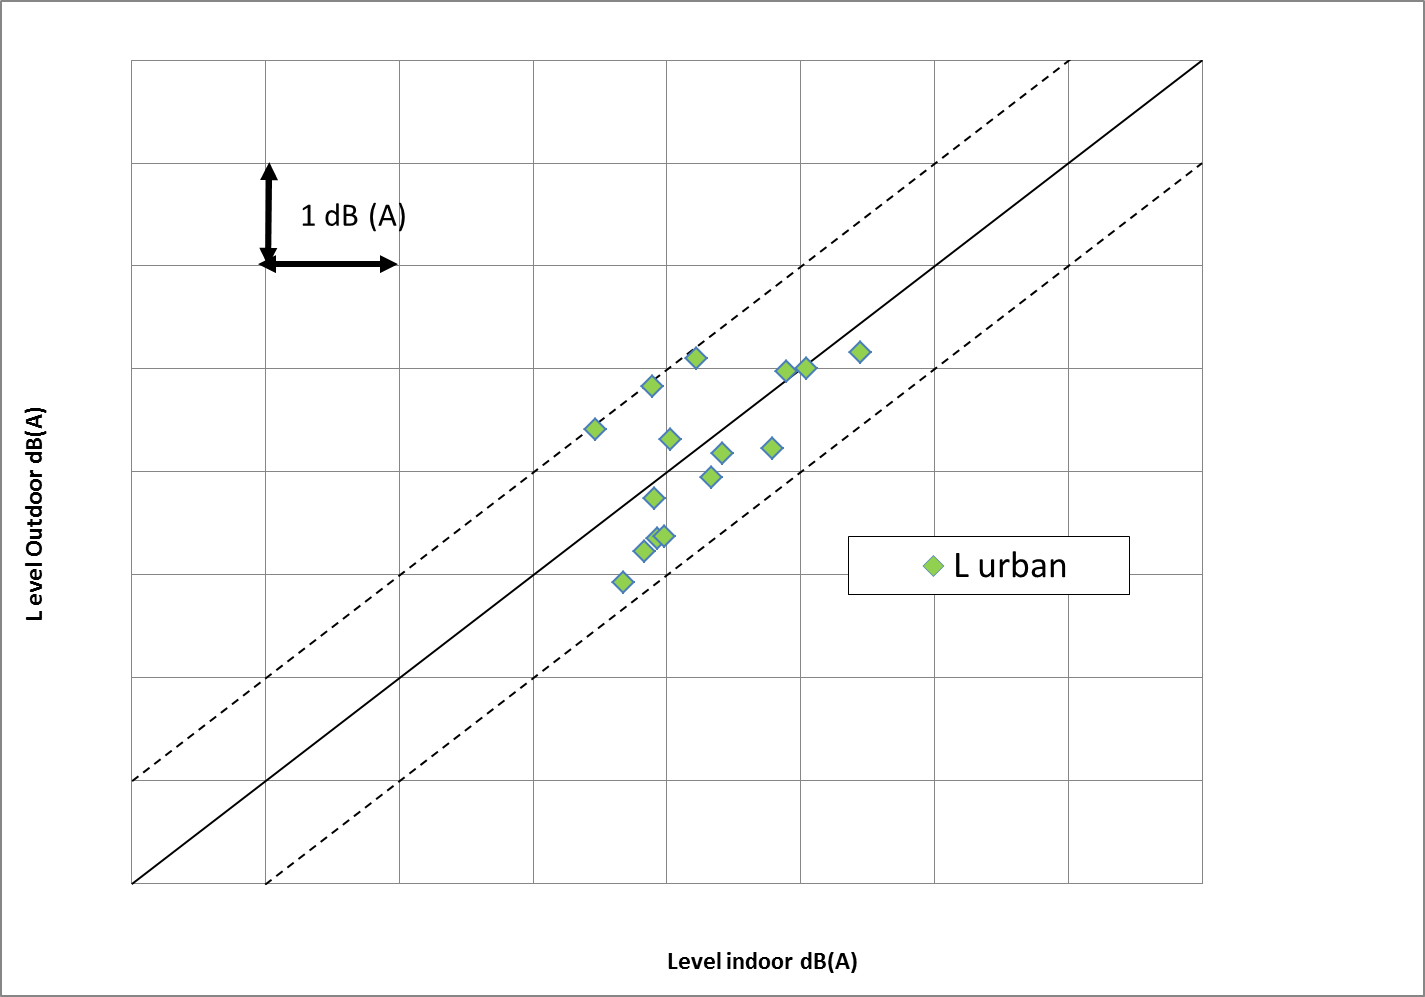 1 dB (A)
L evel Outdoor dB(A)
L urban
Level indoor dB(A)